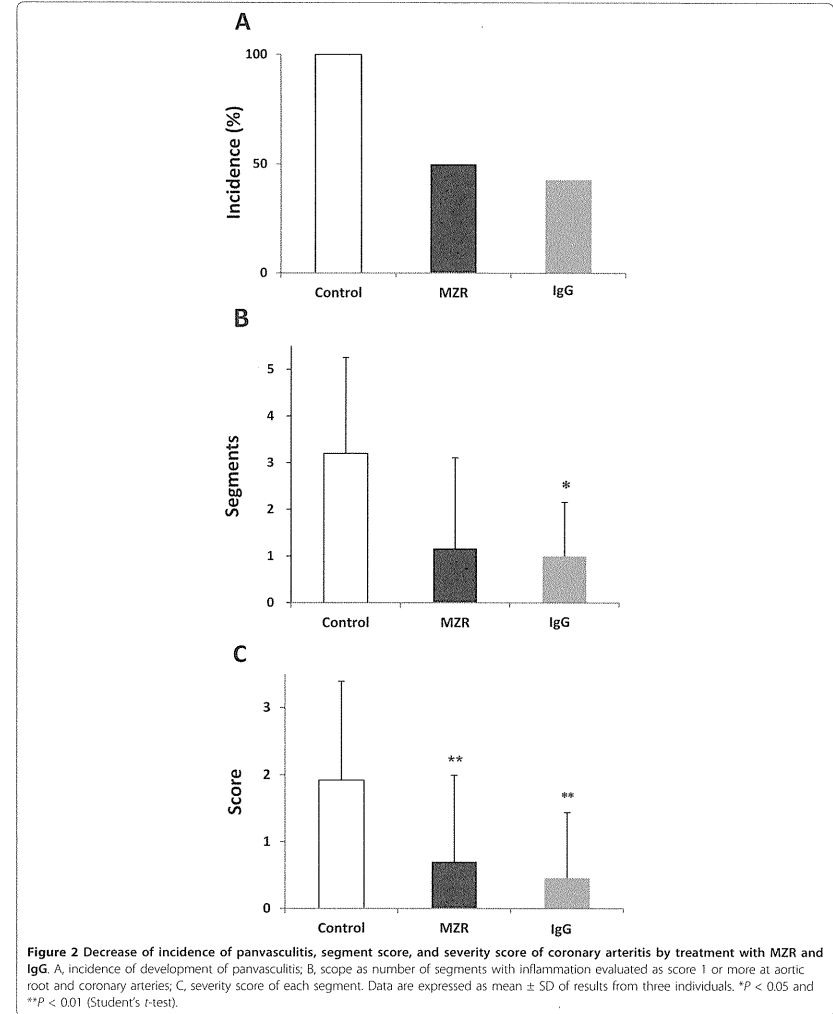 A
100
50
0
Incidence (%)
Control
MZR
IgG
B
5
4
3
2
1
0
Segments
*
Control
MZR
IgG
C
3
2
1
0
Score
**
**
Control
MZR
IgG
Figure 2 Decrease of incidence of panvasculitis, segment score, and severity score of coronary arteritis by treatment with MZR and
IgG. A, incidence of development of panvasculitis; B, scope as number of segments with inflammation evaluated as score 1 or more at aortic
root and coronary arteries; C, severity score of each segment. Data are expressed as mean ± SD of results from three individuals. *P < 0.05 and
**P < 0.01 (Student's t-test).